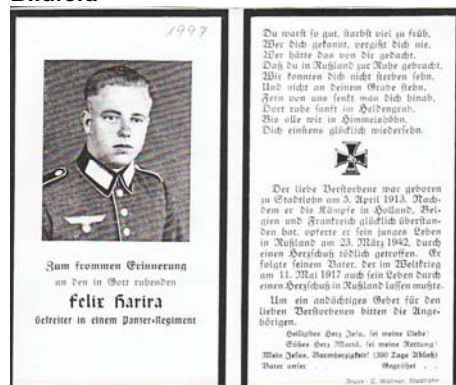 Bildfeld
1997
Zum frommen Erinnerung
an den in Gott ruhenden
Felix Harira
Gefreiter in einem Panzer-Regiment
Du warst so gut, starbst viel zu früh,
Wer dich gekannt, vergißt dich nie.
Wer hätte das von dir gedacht,
Daß du in Rußland zur Ruhe gebracht.
Wir konnten dich nicht sterben sehn,
Und nicht an deinem Grabe stehn.
Fern von uns senkt man dich hinab,
Dort ruhe sanft im Heldengrab.
Bis alle wir in Himmelshöhn,
Dich einstens glücklich wiedersehn.
Der liebe Verstorbene war geboren
zu Stadtlohn am 5. April 1913. Nach-
dem er die Kämpfe in Holland, Bel-
gien und Frankreich glücklich überstan-
den hat, opferte er sein junges Leben
in Rußland am 23. März 1942, durch
einen Herzschuß tödlich getroffen. Er
folgte seinem Vater, der im Weltkrieg
am 11. Mai 1917 auch sein Leben durch
einen Herzschuß in Rußland lassen mußte.
Um ein andächtiges Gebet für den
lieben Verstorbenen bitten die Ange-
hörigen.
Heiligstes Herz Jesu, sei meine Liebe!
Süßes Herz Mariä, sei meine Rettung!
Mein Jesus, Barmherzigkeit! (300 Tage Ablaß)
Vater unser Gegrüßet . .
Druck: Stadtlohn